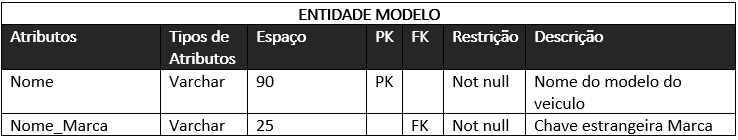 ENTIDADE MODELO
Atributos Tipos de Atributos Espaço PK FK Restrição Descrição
Nome Varchar 90 PK Not null Nome do modelo do veiculo
Nome_Marca Varchar 25 FK Not null Chave estrangeira Marca